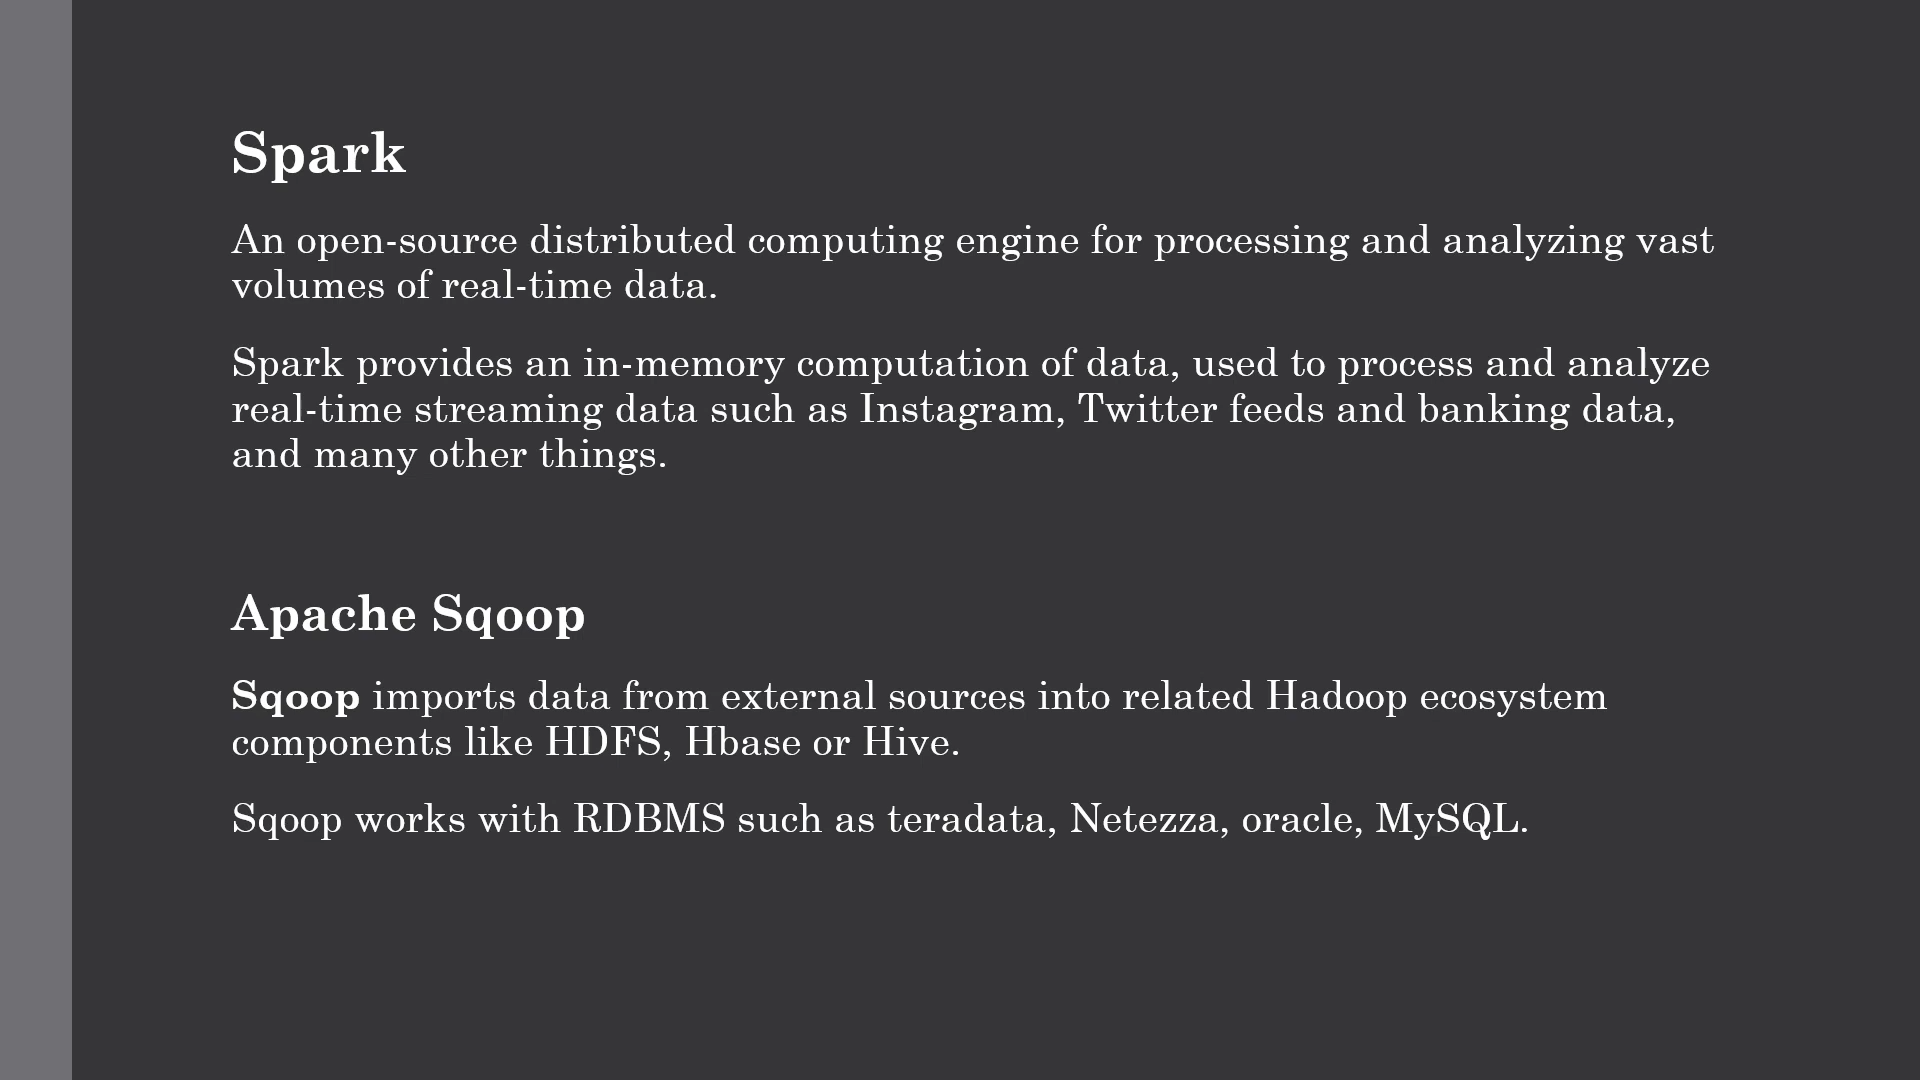 Spark
An open-source distributed computing engine for processing and analyzing vast
volumes of real-time data.
Spark provides an in-memory computation of data, used to process and analyze
real-time streaming data such as Instagram, Twitter feeds and banking data,
and many other things.
Apache Sqoop
Sqoop imports data from external sources into related Hadoop ecosystem
components like HDFS, Hbase or Hive.
Sqoop works with RDBMS such as teradata, Netezza, oracle, MySQL.